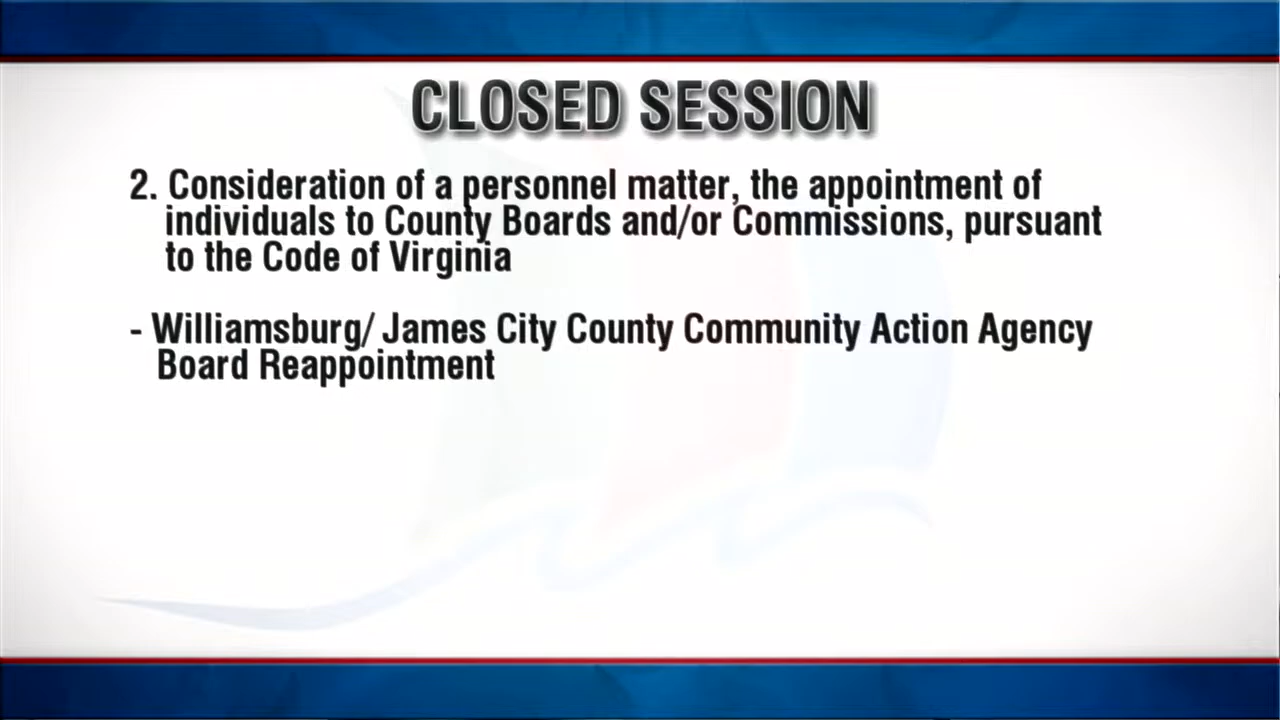 CLOSED SESSION
2. Consideration of a personnel matter, the appointment of
individuals to County Boards and/or Commissions, pursuant
to the Code of Virginia
- Williamsburg/ James City County Community Action Agency
Board Reappointment